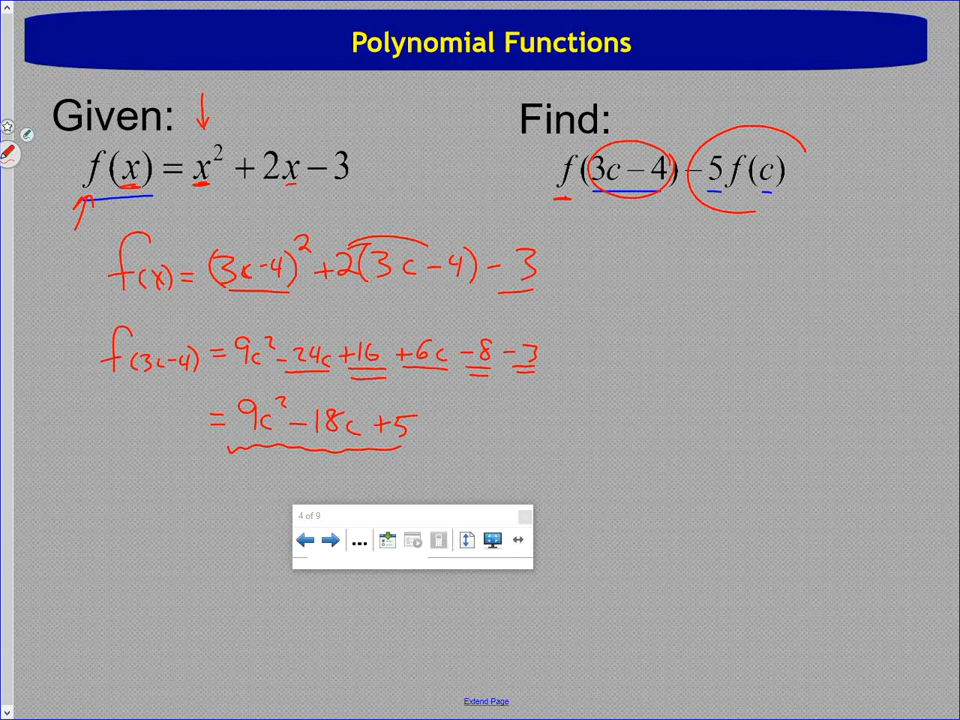 Polynomial Functions
Given: ↓
f(x) = x² + 2x − 3
Find:
f(3c − 4) − 5f(c)
f(x) = (3c-4)² + 2(3c - 4) - 3
f(3c-4) = 9c² - 24c + 16 + 6c - 8 - 3
= 9c² - 18c + 5
4 of 9
Extend Page